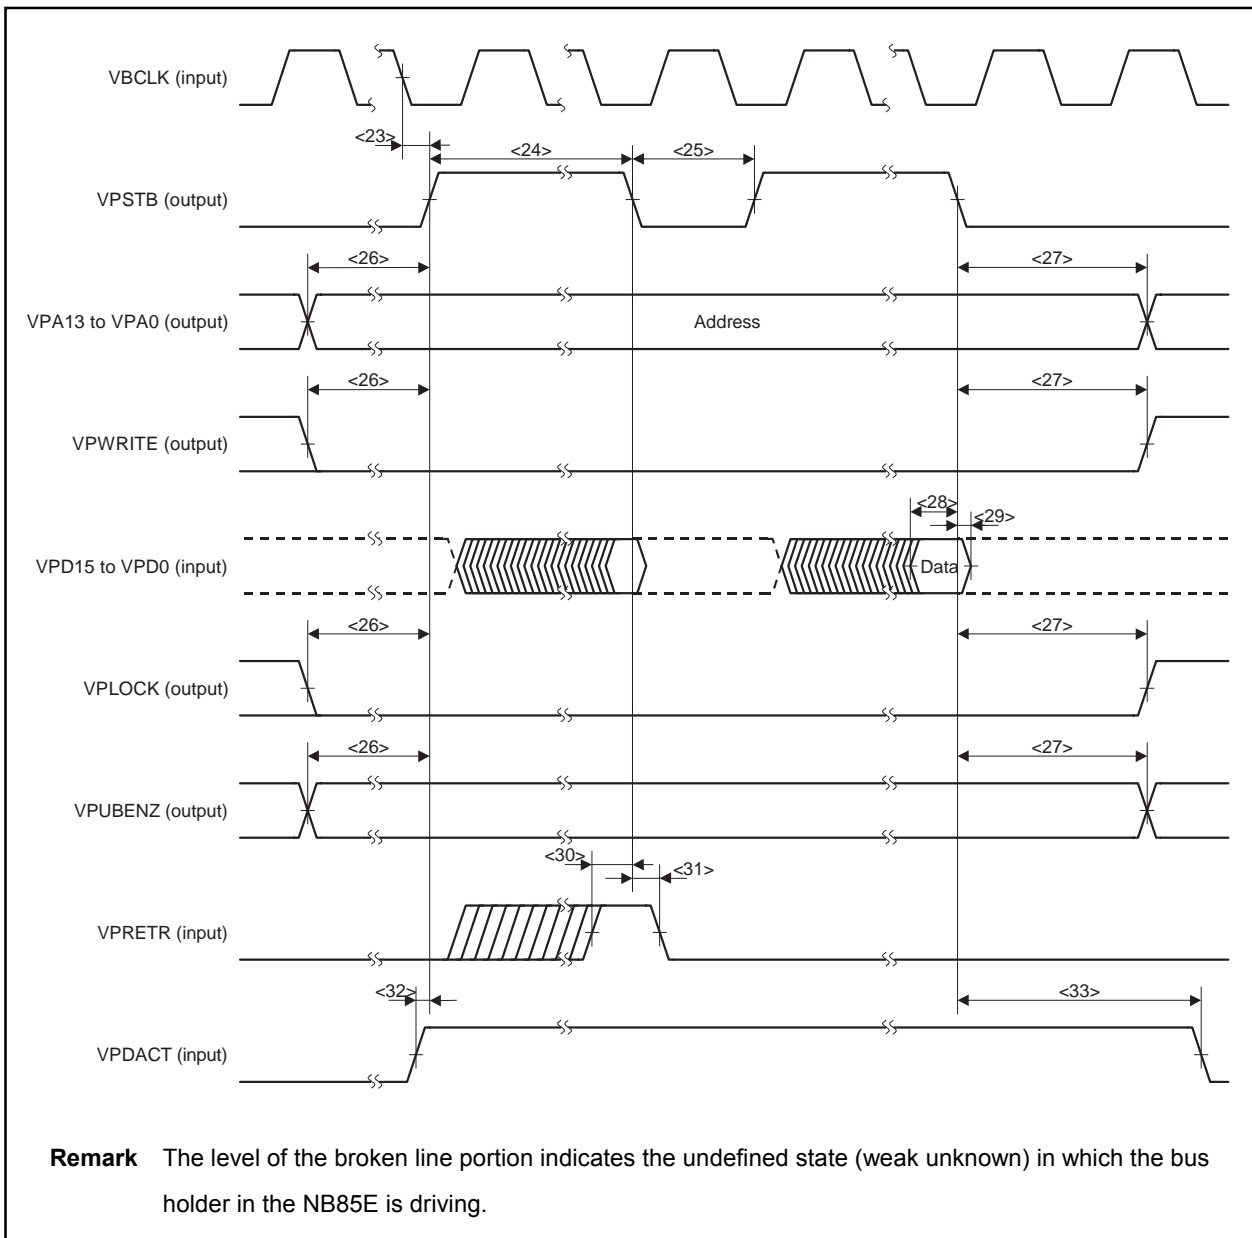 VBCLK (input)
<23>
<24>
<25>
VPSTB (output)
<26>
<27>
VPA13 to VPA0 (output)
Address
<26>
<27>
VPWRITE (output)
<28>
<29>
VPD15 to VPD0 (input)
Data
<26>
<27>
VPLOCK (output)
<26>
<27>
VPUBENZ (output)
<30>
<31>
VPRETR (input)
<32>
<33>
VPDACT (input)
Remark The level of the broken line portion indicates the undefined state (weak unknown) in which the bus
holder in the NB85E is driving.